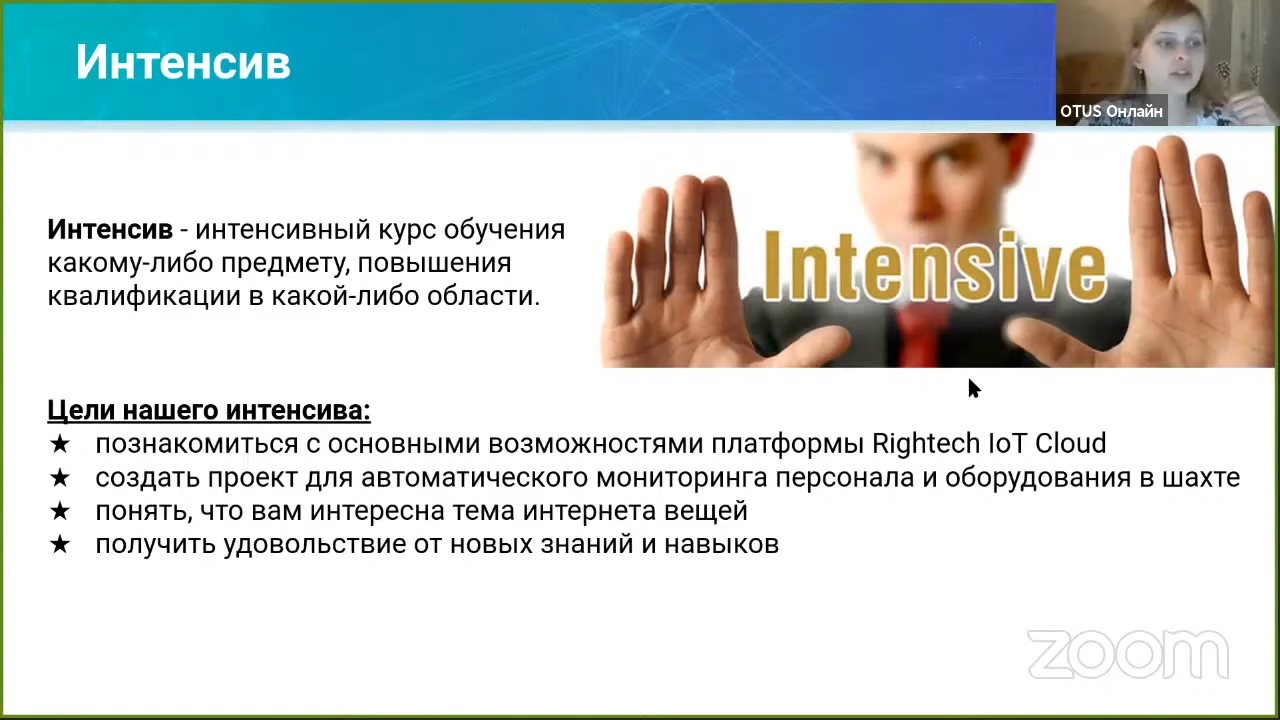 Интенсив
OTUS Онлайн
Intensive
Интенсив - интенсивный курс обучения
какому-либо предмету, повышения
квалификации в какой-либо области.
Цели нашего интенсива:
★ познакомиться с основными возможностями платформы Rightech IoT Cloud
★ создать проект для автоматического мониторинга персонала и оборудования в шахте
★ понять, что вам интересна тема интернета вещей
★ получить удовольствие от новых знаний и навыков
zoom